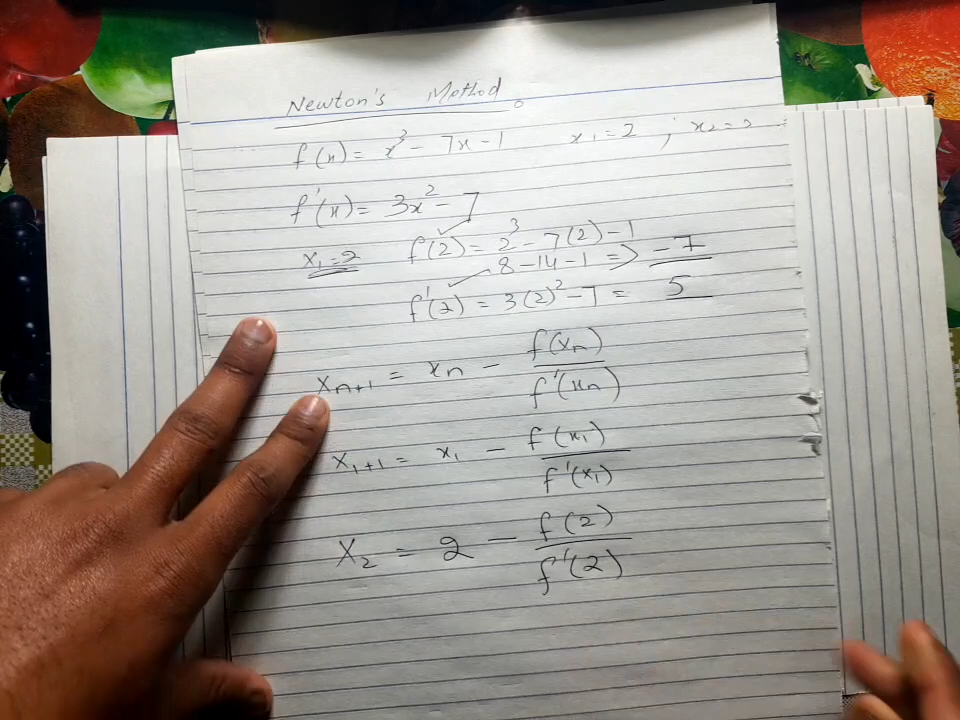 Newton's Method
f(x) = x³ - 7x - 1 x₁ = 2 ; x₂ = ?
f'(x) = 3x² - 7
x₁ = 2 f(2) = 2³ - 7(2) - 1
8 - 14 - 1 => -7
f'(2) = 3(2)² - 7 = 5
xₙ₊₁ = xₙ - f(xₙ) / f'(xₙ)
x₁₊₁ = x₁ - f(x₁) / f'(x₁)
x₂ = 2 - f(2) / f'(2)